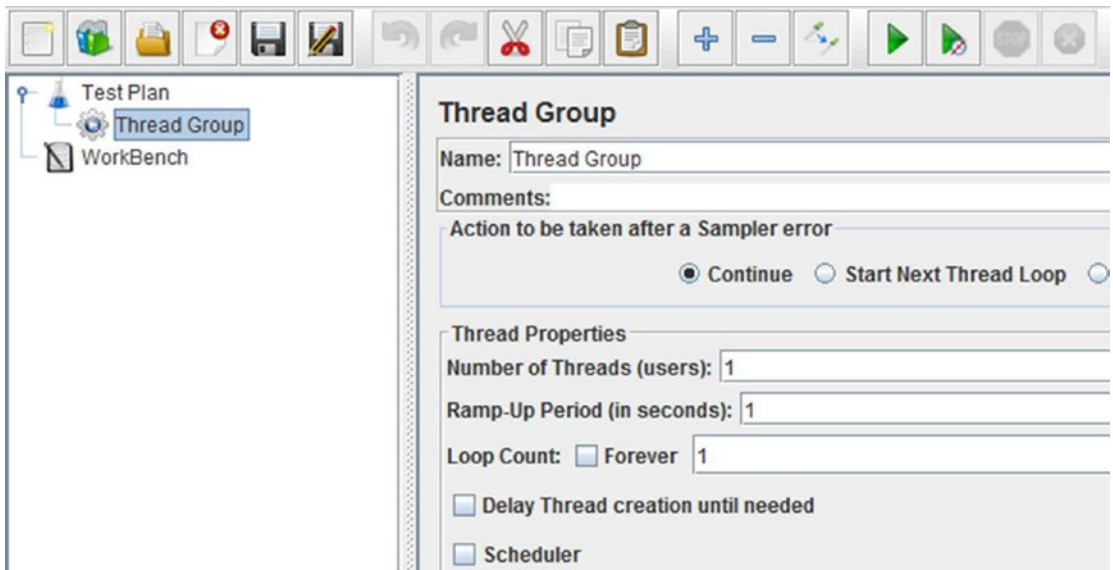 STOP
Test Plan
Thread Group
WorkBench
Thread Group
Name: Thread Group
Comments:
Action to be taken after a Sampler error
Continue Start Next Thread Loop
Thread Properties
Number of Threads (users): 1
Ramp-Up Period (in seconds): 1
Loop Count: Forever 1
Delay Thread creation until needed
Scheduler